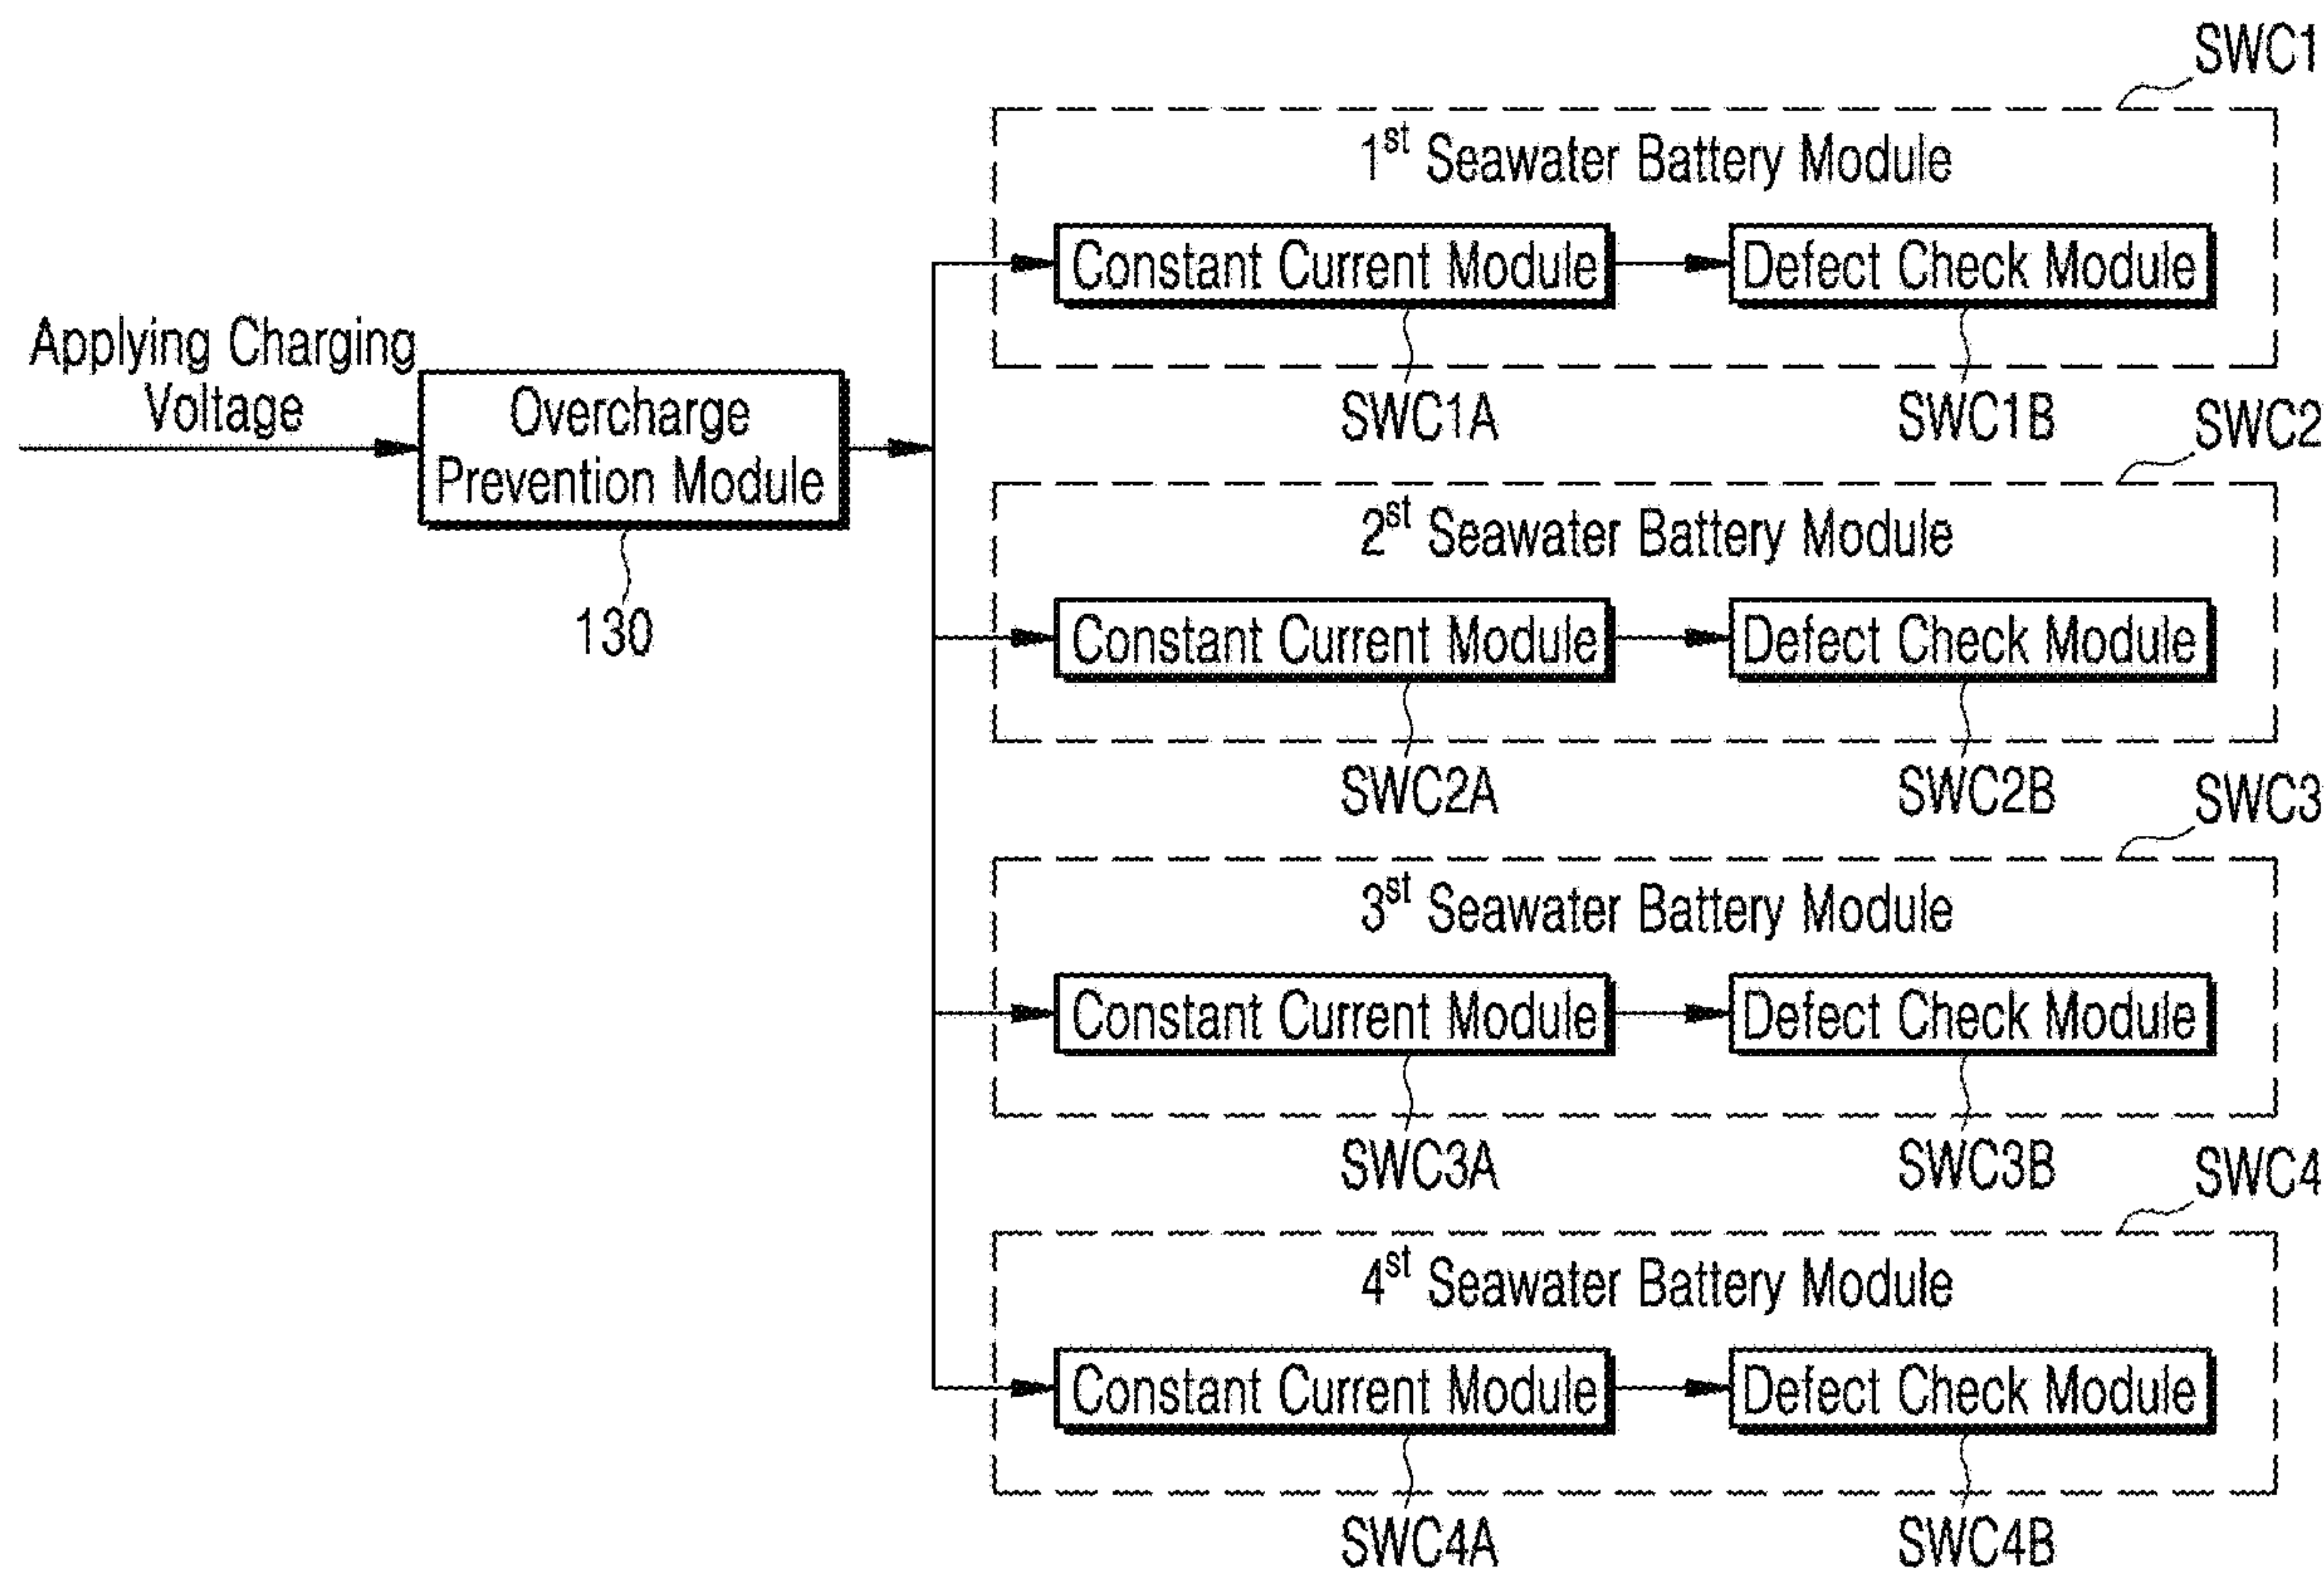 SWC1
1st Seawater Battery Module
Constant Current Module
Defect Check Module
Applying Charging
Voltage
Overcharge
Prevention Module
SWC1A
SWC1B
SWC2
2st Seawater Battery Module
130
Constant Current Module
Defect Check Module
SWC2A
SWC2B
SWC3
3st Seawater Battery Module
Constant Current Module
Defect Check Module
SWC3A
SWC3B
SWC4
4st Seawater Battery Module
Constant Current Module
Defect Check Module
SWC4A
SWC4B